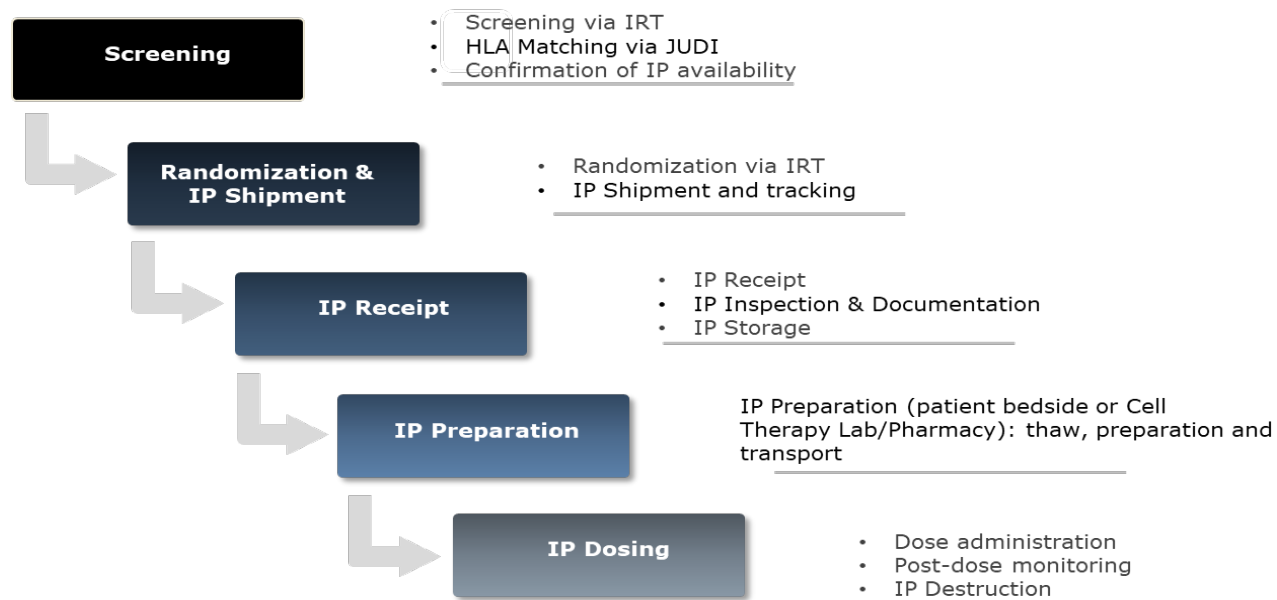 Screening
• Screening via IRT
• HLA Matching via JUDI
• Confirmation of IP availability
Randomization &
IP Shipment
• Randomization via IRT
• IP Shipment and tracking
IP Receipt
• IP Receipt
• IP Inspection & Documentation
• IP Storage
IP Preparation
IP Preparation (patient bedside or Cell
Therapy Lab/Pharmacy): thaw, preparation and
transport
IP Dosing
• Dose administration
• Post-dose monitoring
• IP Destruction